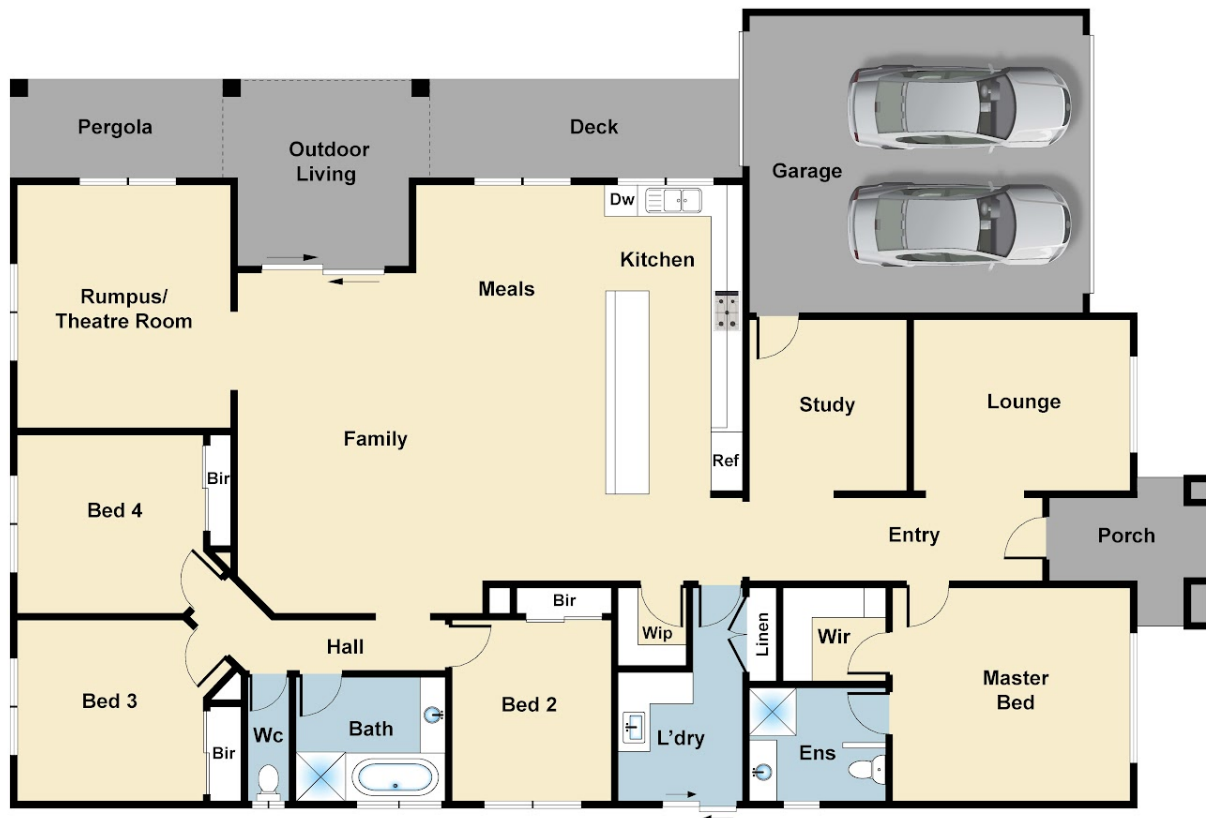 Pergola
Outdoor
Living
Deck
Garage
Dw
Kitchen
Meals
Rumpus/
Theatre Room
Study
Lounge
Family
Ref
Bir
Bed 4
Entry
Porch
Bir
Wip
Linen
Wir
Hall
Master
Bed
Bed 3
Bed 2
Bath
Wc
L'dry
Ens
Bir